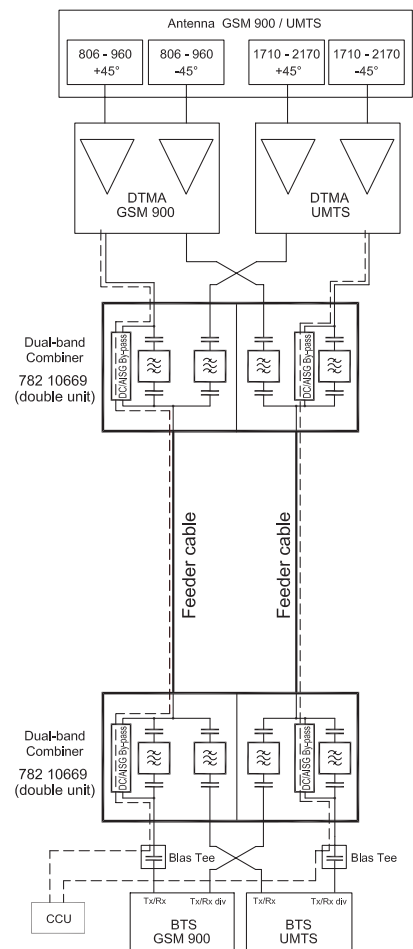 Antenna GSM 900 / UMTS
806 - 960
+45°
806 - 960
-45°
1710 - 2170
+45°
1710 - 2170
-45°
DTMA
GSM 900
DTMA
UMTS
Dual-band
Combiner
782 10669
(double unit)
DC/AISG By-pass
DC/AISG By-pass
Feeder cable
Feeder cable
Dual-band
Combiner
782 10669
(double unit)
DC/AISG By-pass
DC/AISG By-pass
Blas Tee
Blas Tee
CCU
Tx/Rx
Tx/Rx div
Tx/Rx
Tx/Rx div
BTS
GSM 900
BTS
UMTS